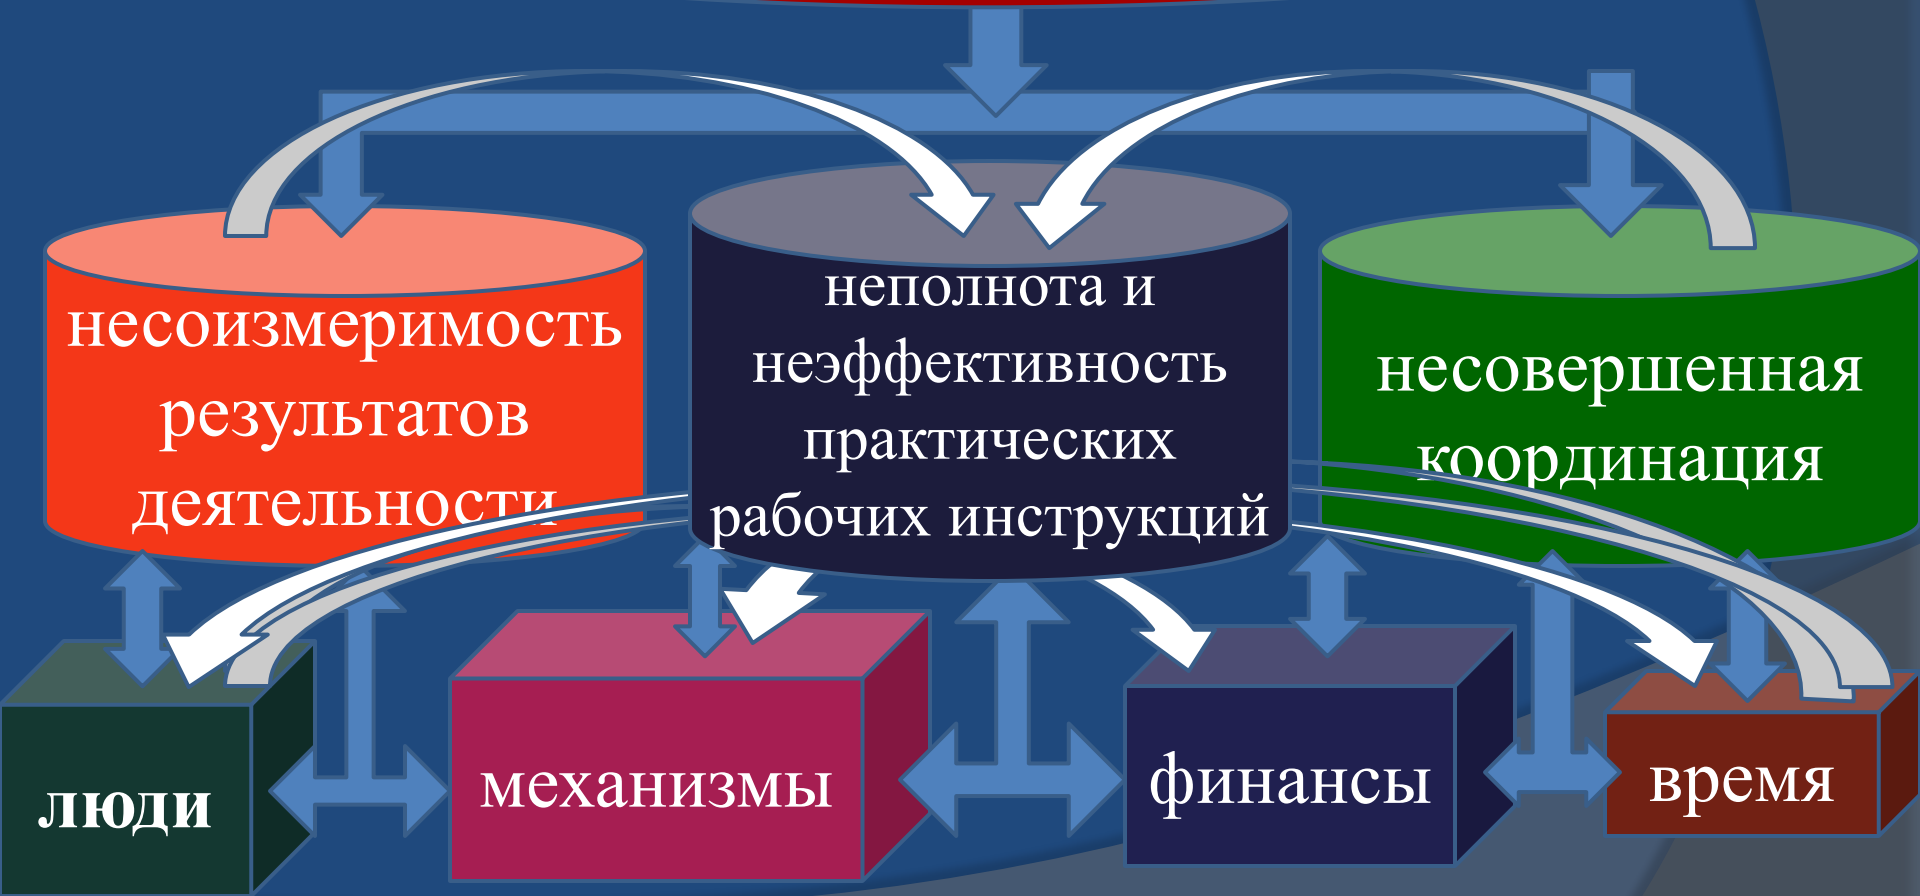 несоизмеримость
результатов
деятельности
неполнота и
неэффективность
практических
рабочих инструкций
несовершенная
координация
люди
механизмы
финансы
время